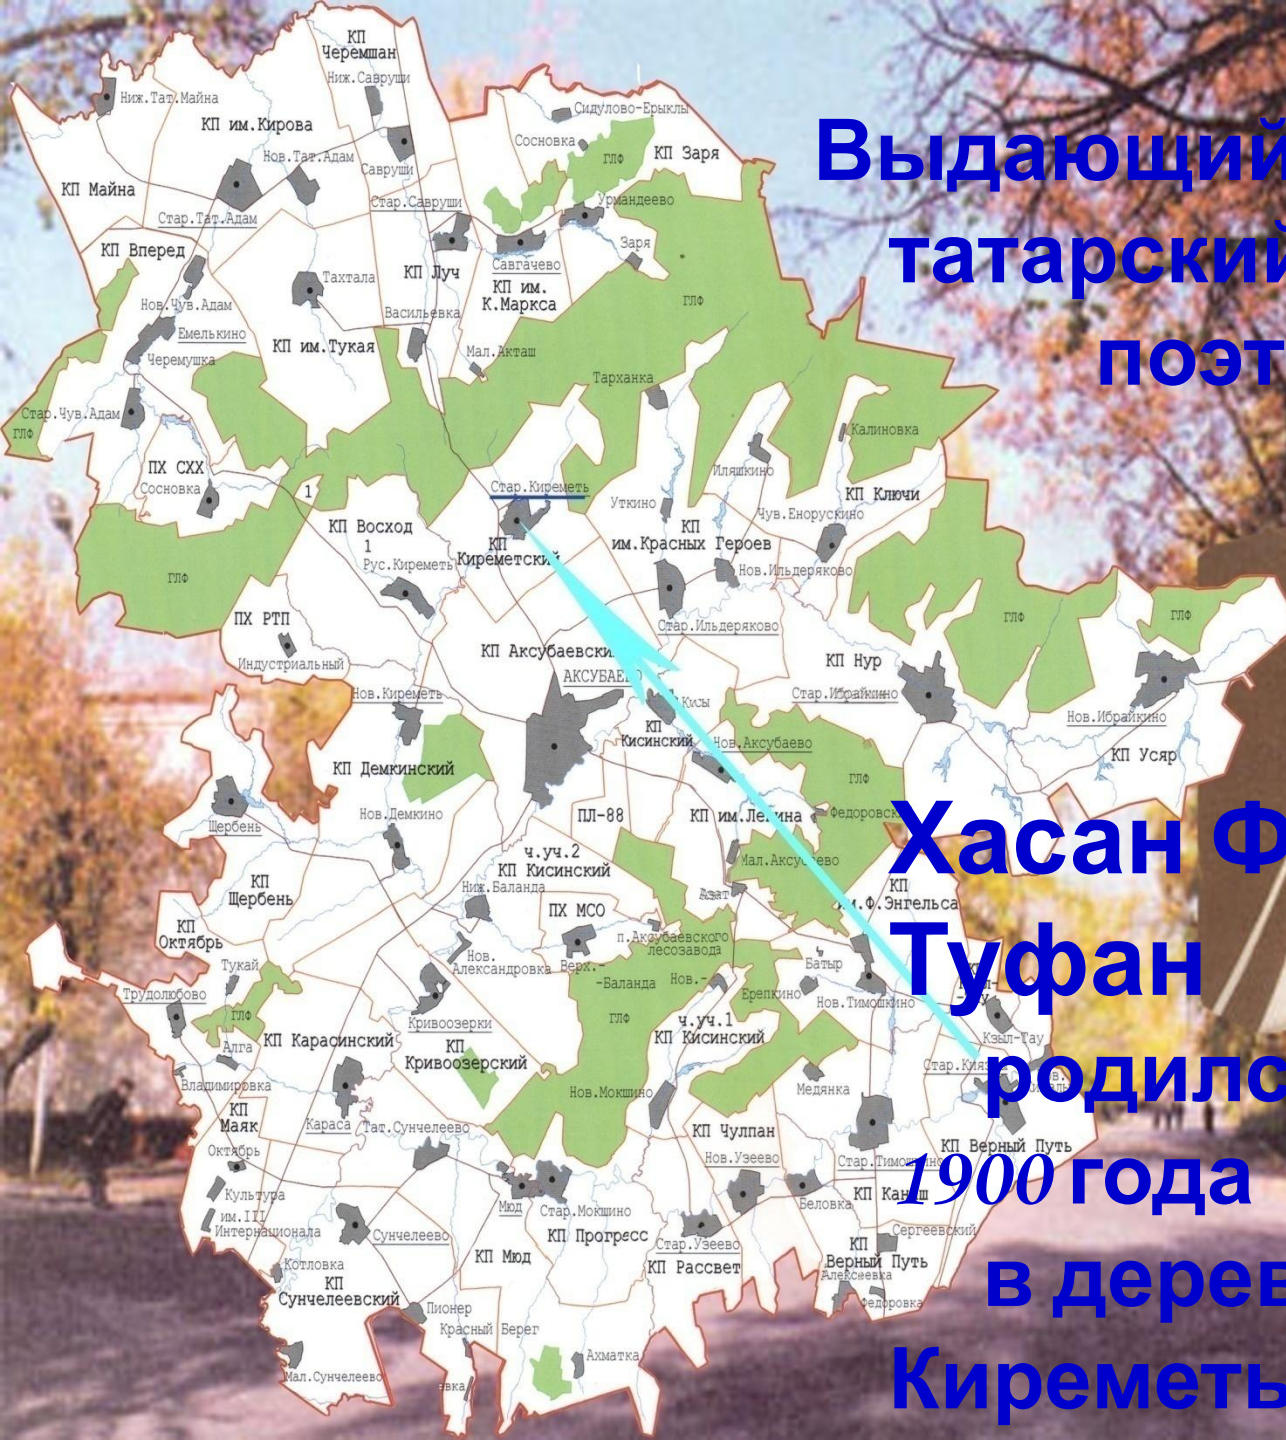 КП
Черемшан
Ниж.Савруши
Ниж.Тат.Майна
КП им.Кирова
Сидулово-Ерыклы
Сосновка
ГЛФ
КП Заря
Нов.Тат.Адам
Савруши
КП Майна
Стар.Савруши
Урмандеево
Стар.Тат.Адам
Заря
КП Вперед
КП Луч
Савгачево
Тахтала
КП им.
К.Маркса
ГЛФ
Нов.Чув.Адам
Васильевка
Емелькино
КП им.Тукая
Черемушка
Мал.Акташ
Тарханка
Стар.Чув.Адам
ГЛФ
Калиновка
ПХ СХХ
Сосновка
1
Стар.Киреметь
Иляшкино
Уткино
КП Ключи
Чув.Енорускино
КП Восход
1
КП
им.Красных Героев
КП
Киреметский
Рус.Киреметь
Нов.Ильдеряково
ГЛФ
ПХ РТП
Стар.Ильдеряково
ГЛФ
ГЛФ
Индустриальный
КП Аксубаевский
АКСУБАЕВО
КП Нур
Нов.Киреметь
Кисы
Стар.Ибрайкино
Нов.Ибрайкино
КП
Кисинский
Нов.Аксубаево
КП Усяр
КП Демкинский
ГЛФ
Щербень
Нов.Демкино
ПЛ-88
КП им.Ленина
Федоровка
ч.уч.2
КП Кисинский
Мал.Аксубаево
КП
Щербень
Ниж.Баланда
Азат
КП
им.Ф.Энгельса
ПХ МСО
КП
Октябрь
п.Аксубаевского
лесозавода
Тукай
Нов.
Александровка
Верх.-
-Баланда
Нов.-
Батыр
Ерепкино
Нов.Тимошкино
Трудолюбово
ГЛФ
Кривоозерки
ГЛФ
ч.уч.1
КП Кисинский
Кзыл-Тау
Алга
КП Карасинский
КП
Кривоозерский
Владимировка
Нов.Мокшино
Медянка
КП
Маяк
Караса
Тат.Сунчелеево
КП Чулпан
КП Верный Путь
Октябрь
Нов.Узеево
Стар.Тимошкино
Культура
Мюд
Стар.Мокшино
Беловка
КП Канаш
им.III
Интернационала
Сунчелеево
КП Прогресс
Стар.Узеево
Сергеевский
КП Мюд
КП Рассвет
КП
Верный Путь
Котловка
КП
Сунчелеевский
Алексеевка
Федоровка
Пионер
Красный Берег
Ахматка
Мал.Сунчелеево
Выдающий
татарский
поэт
Хасан Ф
Туфан
родилс
1900 года
в дерев
Киреметь